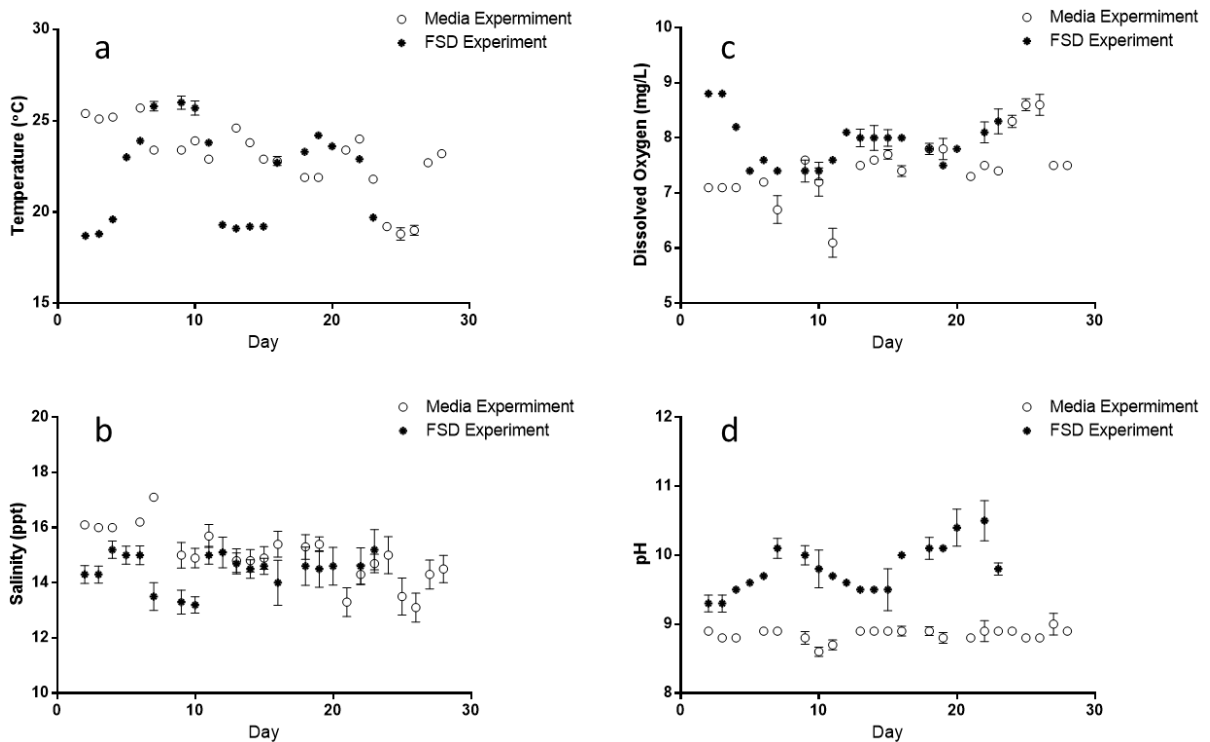 a
Media Expermiment
FSD Experiment
30
25
20
15
Temperature (°C)
0
10
20
30
Day
c
Media Expermiment
FSD Experiment
10
9
8
7
6
5
Dissolved Oxygen (mg/L)
0
10
20
30
Day
b
Media Expermiment
FSD Experiment
20
18
16
14
12
10
Salinity (ppt)
0
10
20
30
Day
d
Media Expermiment
FSD Experiment
12
11
10
9
8
pH
0
10
20
30
Day